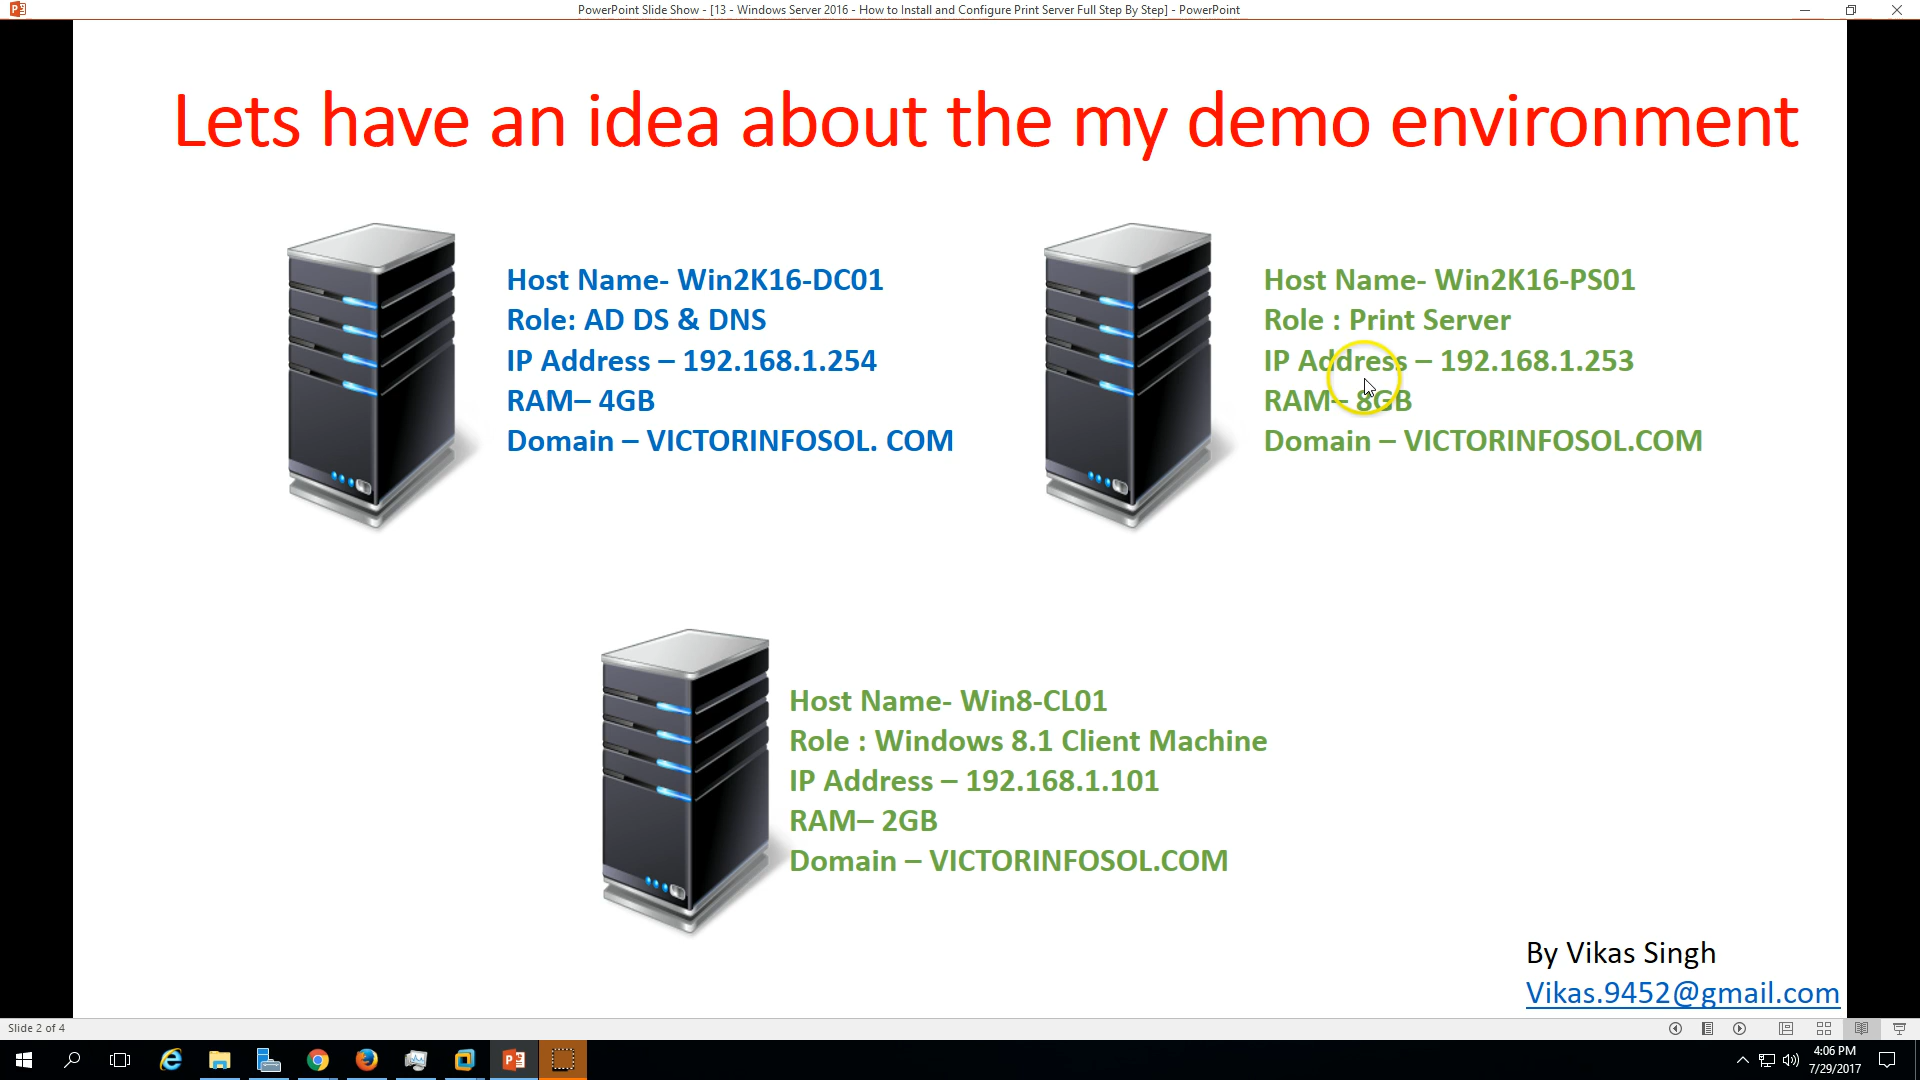 PowerPoint Slide Show - [13 - Windows Server 2016 - How to Install and Configure Print Server Full Step By Step] - PowerPoint
Lets have an idea about the my demo environment
Host Name- Win2K16-DC01
Role: AD DS & DNS
IP Address – 192.168.1.254
RAM– 4GB
Domain – VICTORINFOSOL. COM
Host Name- Win2K16-PS01
Role : Print Server
IP Address – 192.168.1.253
RAM– 8GB
Domain – VICTORINFOSOL.COM
Host Name- Win8-CL01
Role : Windows 8.1 Client Machine
IP Address – 192.168.1.101
RAM– 2GB
Domain – VICTORINFOSOL.COM
By Vikas Singh
Vikas.9452@gmail.com
Slide 2 of 4
4:06 PM
7/29/2017